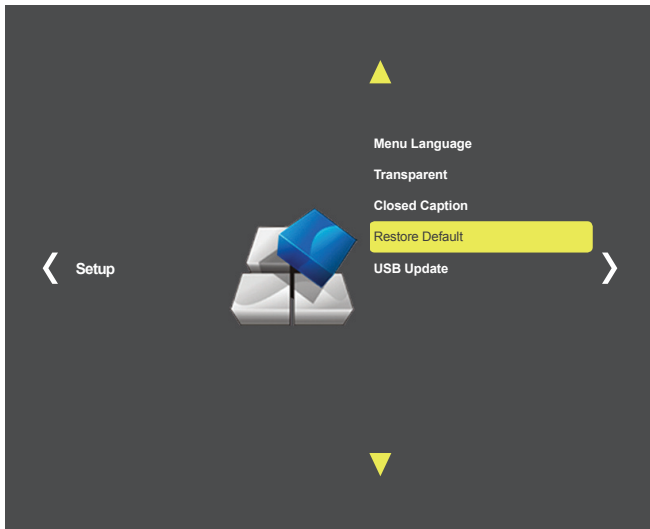 Menu Language
Transparent
Closed Caption
Restore Default
Setup
USB Update